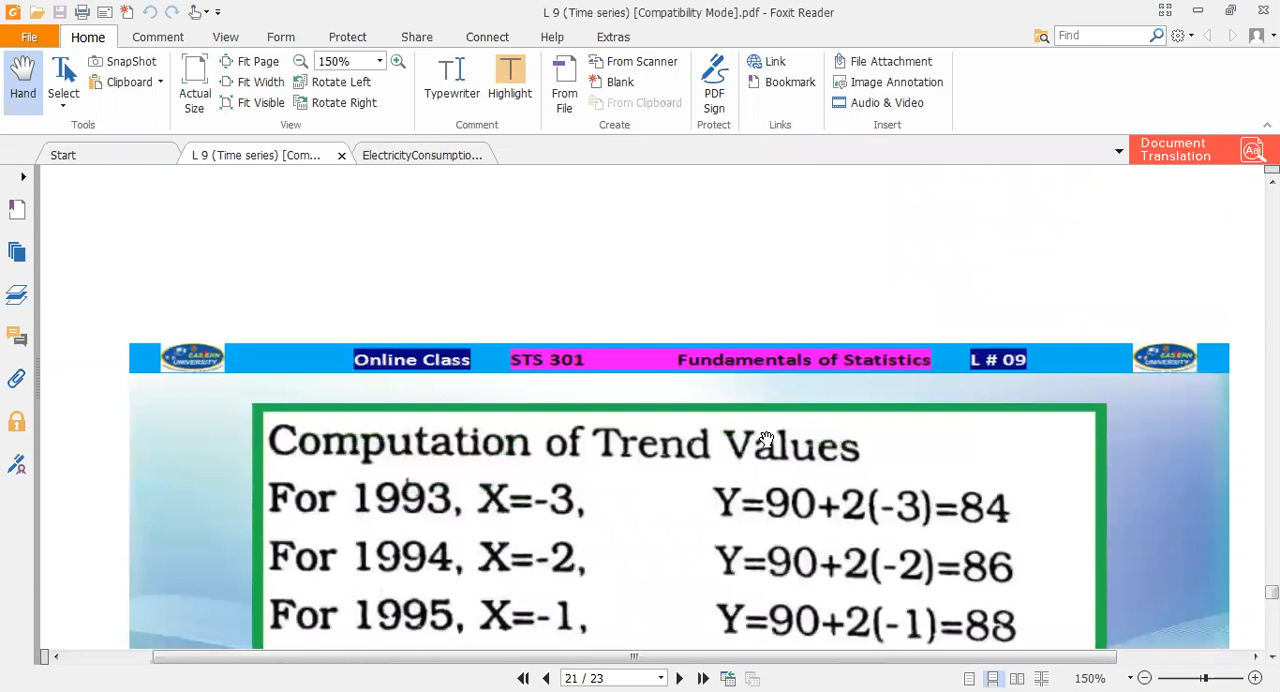 L 9 (Time series) [Compatibility Mode].pdf - Foxit Reader
File Home Comment View Form Protect Share Connect Help Extras Find
Hand Select SnapShot Clipboard Actual Size Fit Page Fit Width Fit Visible 150% Rotate Left Rotate Right Typewriter Highlight From File From Scanner Blank From Clipboard PDF Sign Link Bookmark File Attachment Image Annotation Audio & Video
Tools View Comment Create Protect Links Insert
Start L 9 (Time series) [Com... ElectricityConsumptio... Document Translation
EASTERN UNIVERSITY Online Class STS 301 Fundamentals of Statistics L # 09 EASTERN UNIVERSITY
Computation of Trend Values
For 1993, X=-3, Y=90+2(-3)=84
For 1994, X=-2, Y=90+2(-2)=86
For 1995, X=-1, Y=90+2(-1)=88
21 / 23 150%